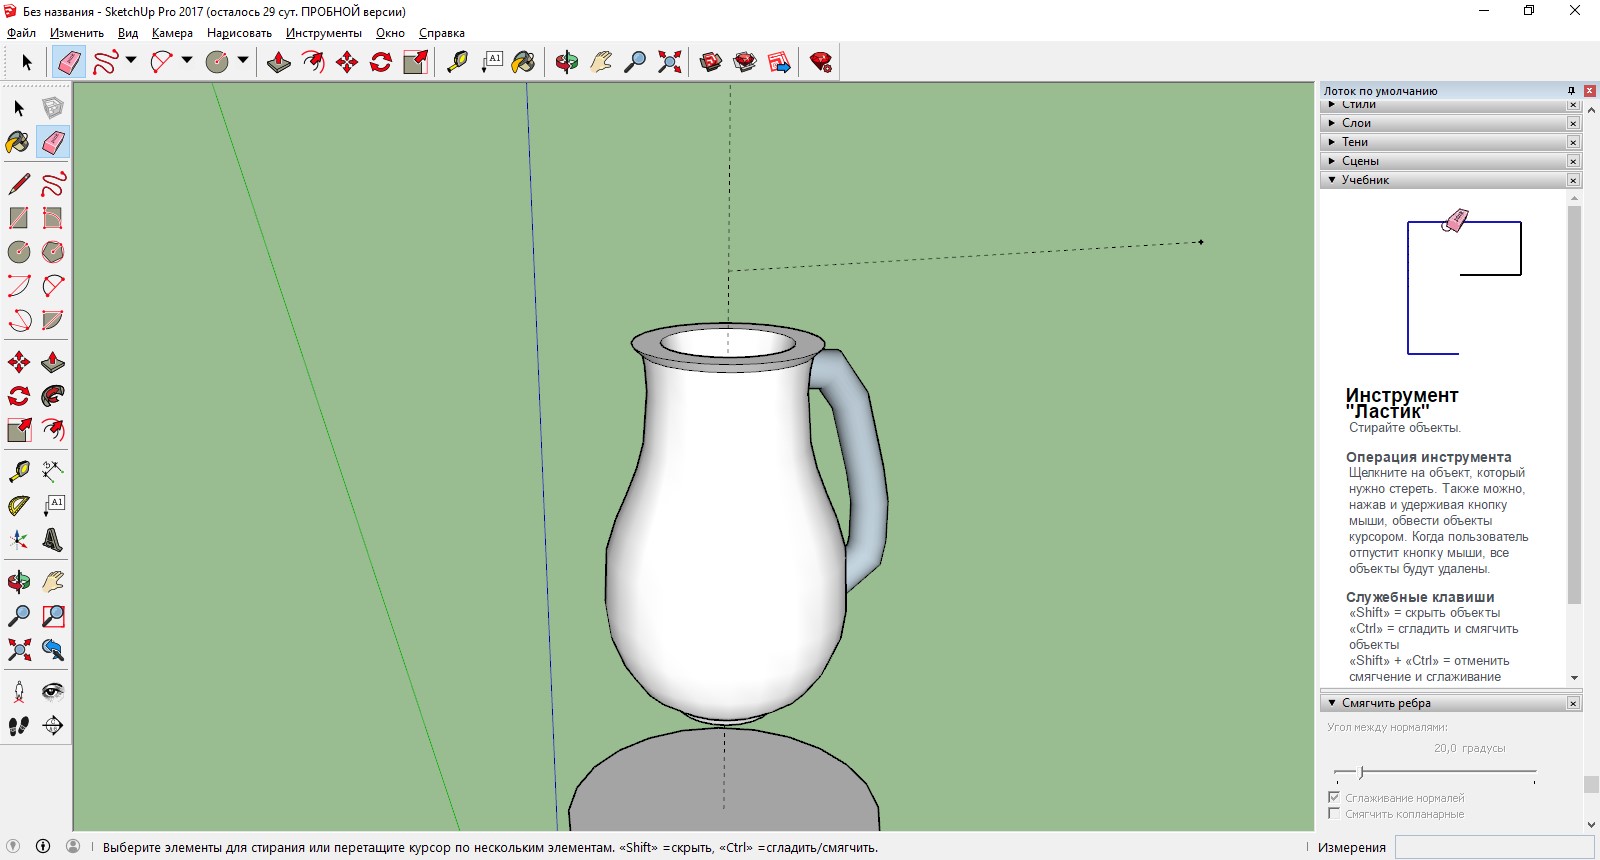 Без названия - SketchUp Pro 2017 (осталось 29 сут. ПРОБНОЙ версии)
Файл Изменить Вид Камера Нарисовать Инструменты Окно Справка
A1
Лоток по умолчанию
Стили
Слои
Тени
Сцены
Учебник
Инструмент
"Ластик"
Стирайте объекты.
Операция инструмента
Щелкните на объект, который
нужно стереть. Также можно,
нажав и удерживая кнопку
мыши, обвести объекты
курсором. Когда пользователь
отпустит кнопку мыши, все
объекты будут удалены.
Служебные клавиши
«Shift» = скрыть объекты
«Ctrl» = сгладить и смягчить
объекты
«Shift» + «Ctrl» = отменить
смягчение и сглаживание
Смягчить ребра
Угол между нормалями:
20,0 градусы
Сглаживание нормалей
Смягчить копланарные
A1
Выберите элементы для стирания или перетащите курсор по нескольким элементам. «Shift» =скрыть, «Ctrl» =сгладить/смягчить.
Измерения